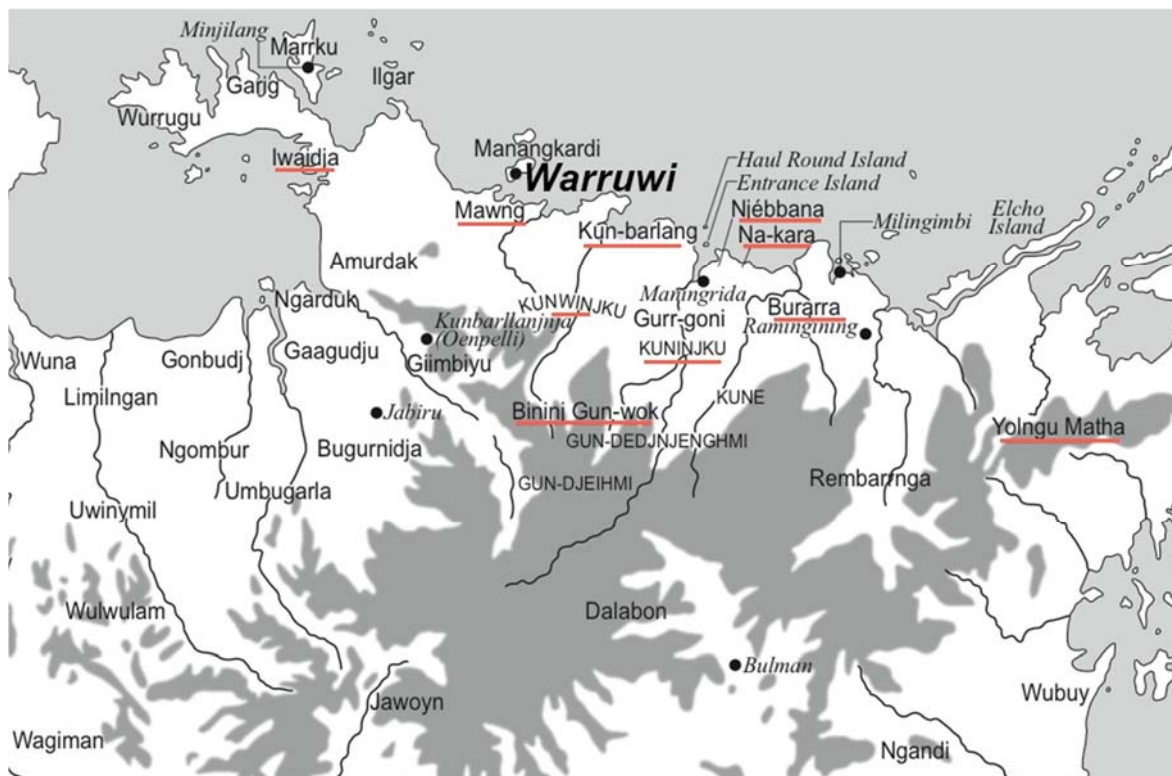 Minjilang
Marrku
Ilgar
Garig
Wurrugu
Iwaidja
Manangkardi
Warruwi
Haul Round Island
Entrance Island
Mawng
Kun-barlang
Njébbana
Na-kara
Milingimbi
Elcho
Island
Amurdak
Ngarduk
KUNWINJKU
Maningrida
Gurr-goni
Burarra
Ramingining
Kunbarllanjnja
(Oenpelli)
Wuna
Gonbudj
Gaagudju
Giimbiyu
KUNINJKU
Limilngan
Jabiru
Binini Gun-wok
KUNE
Yolngu Matha
Ngombur
Bugurnidja
GUN-DEDJNJENGHMI
Umbugarla
GUN-DJEIHMI
Rembarrnga
Uwinymil
Wulwulam
Dalabon
Bulman
Jawoyn
Wubuy
Wagiman
Ngandi